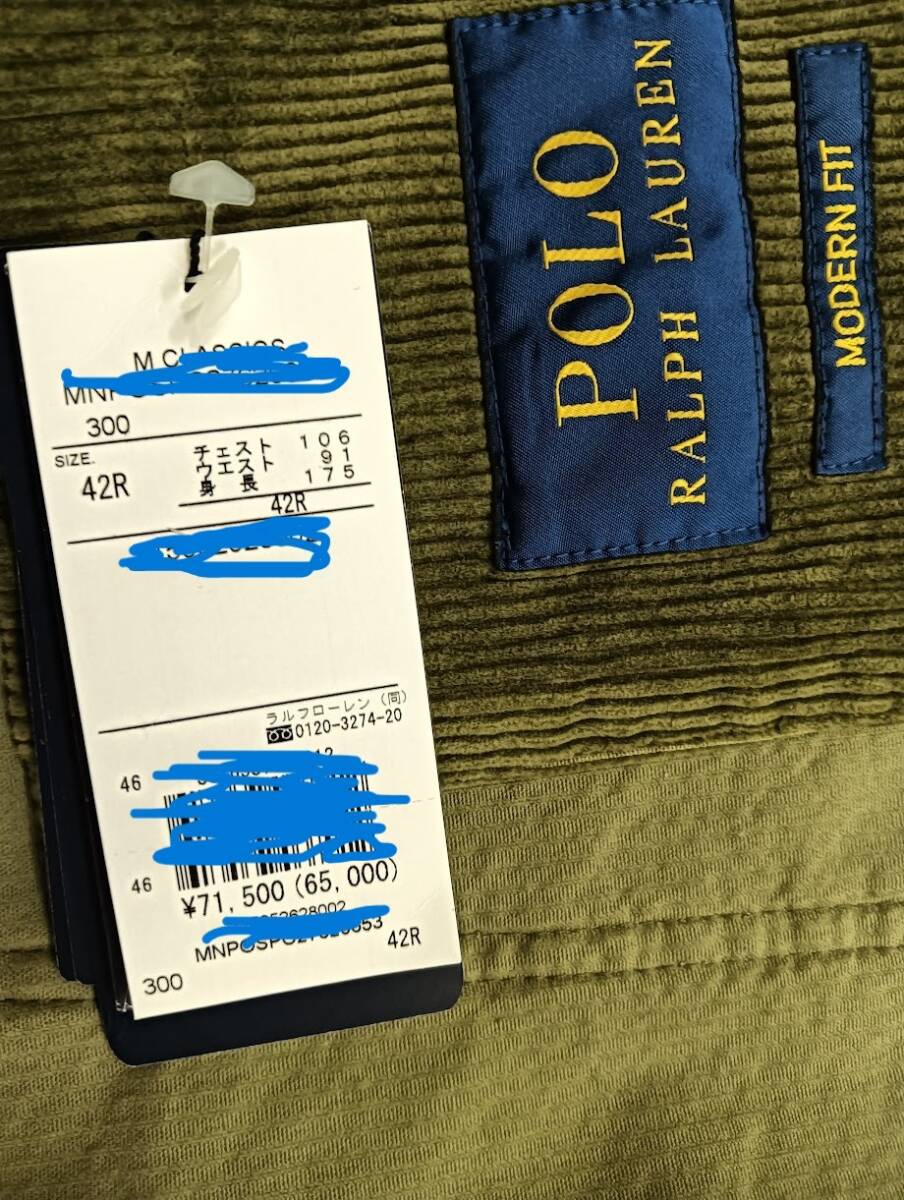 M CLASSICS
300
SIZE.
42R
チェスト 106
ウエスト 91
身長 175
42R
ラルフローレン (同)
0120-3274-20
46
46
¥71,500 (65,000)
42R
300
POLO
RALPH LAUREN
MODERN FIT